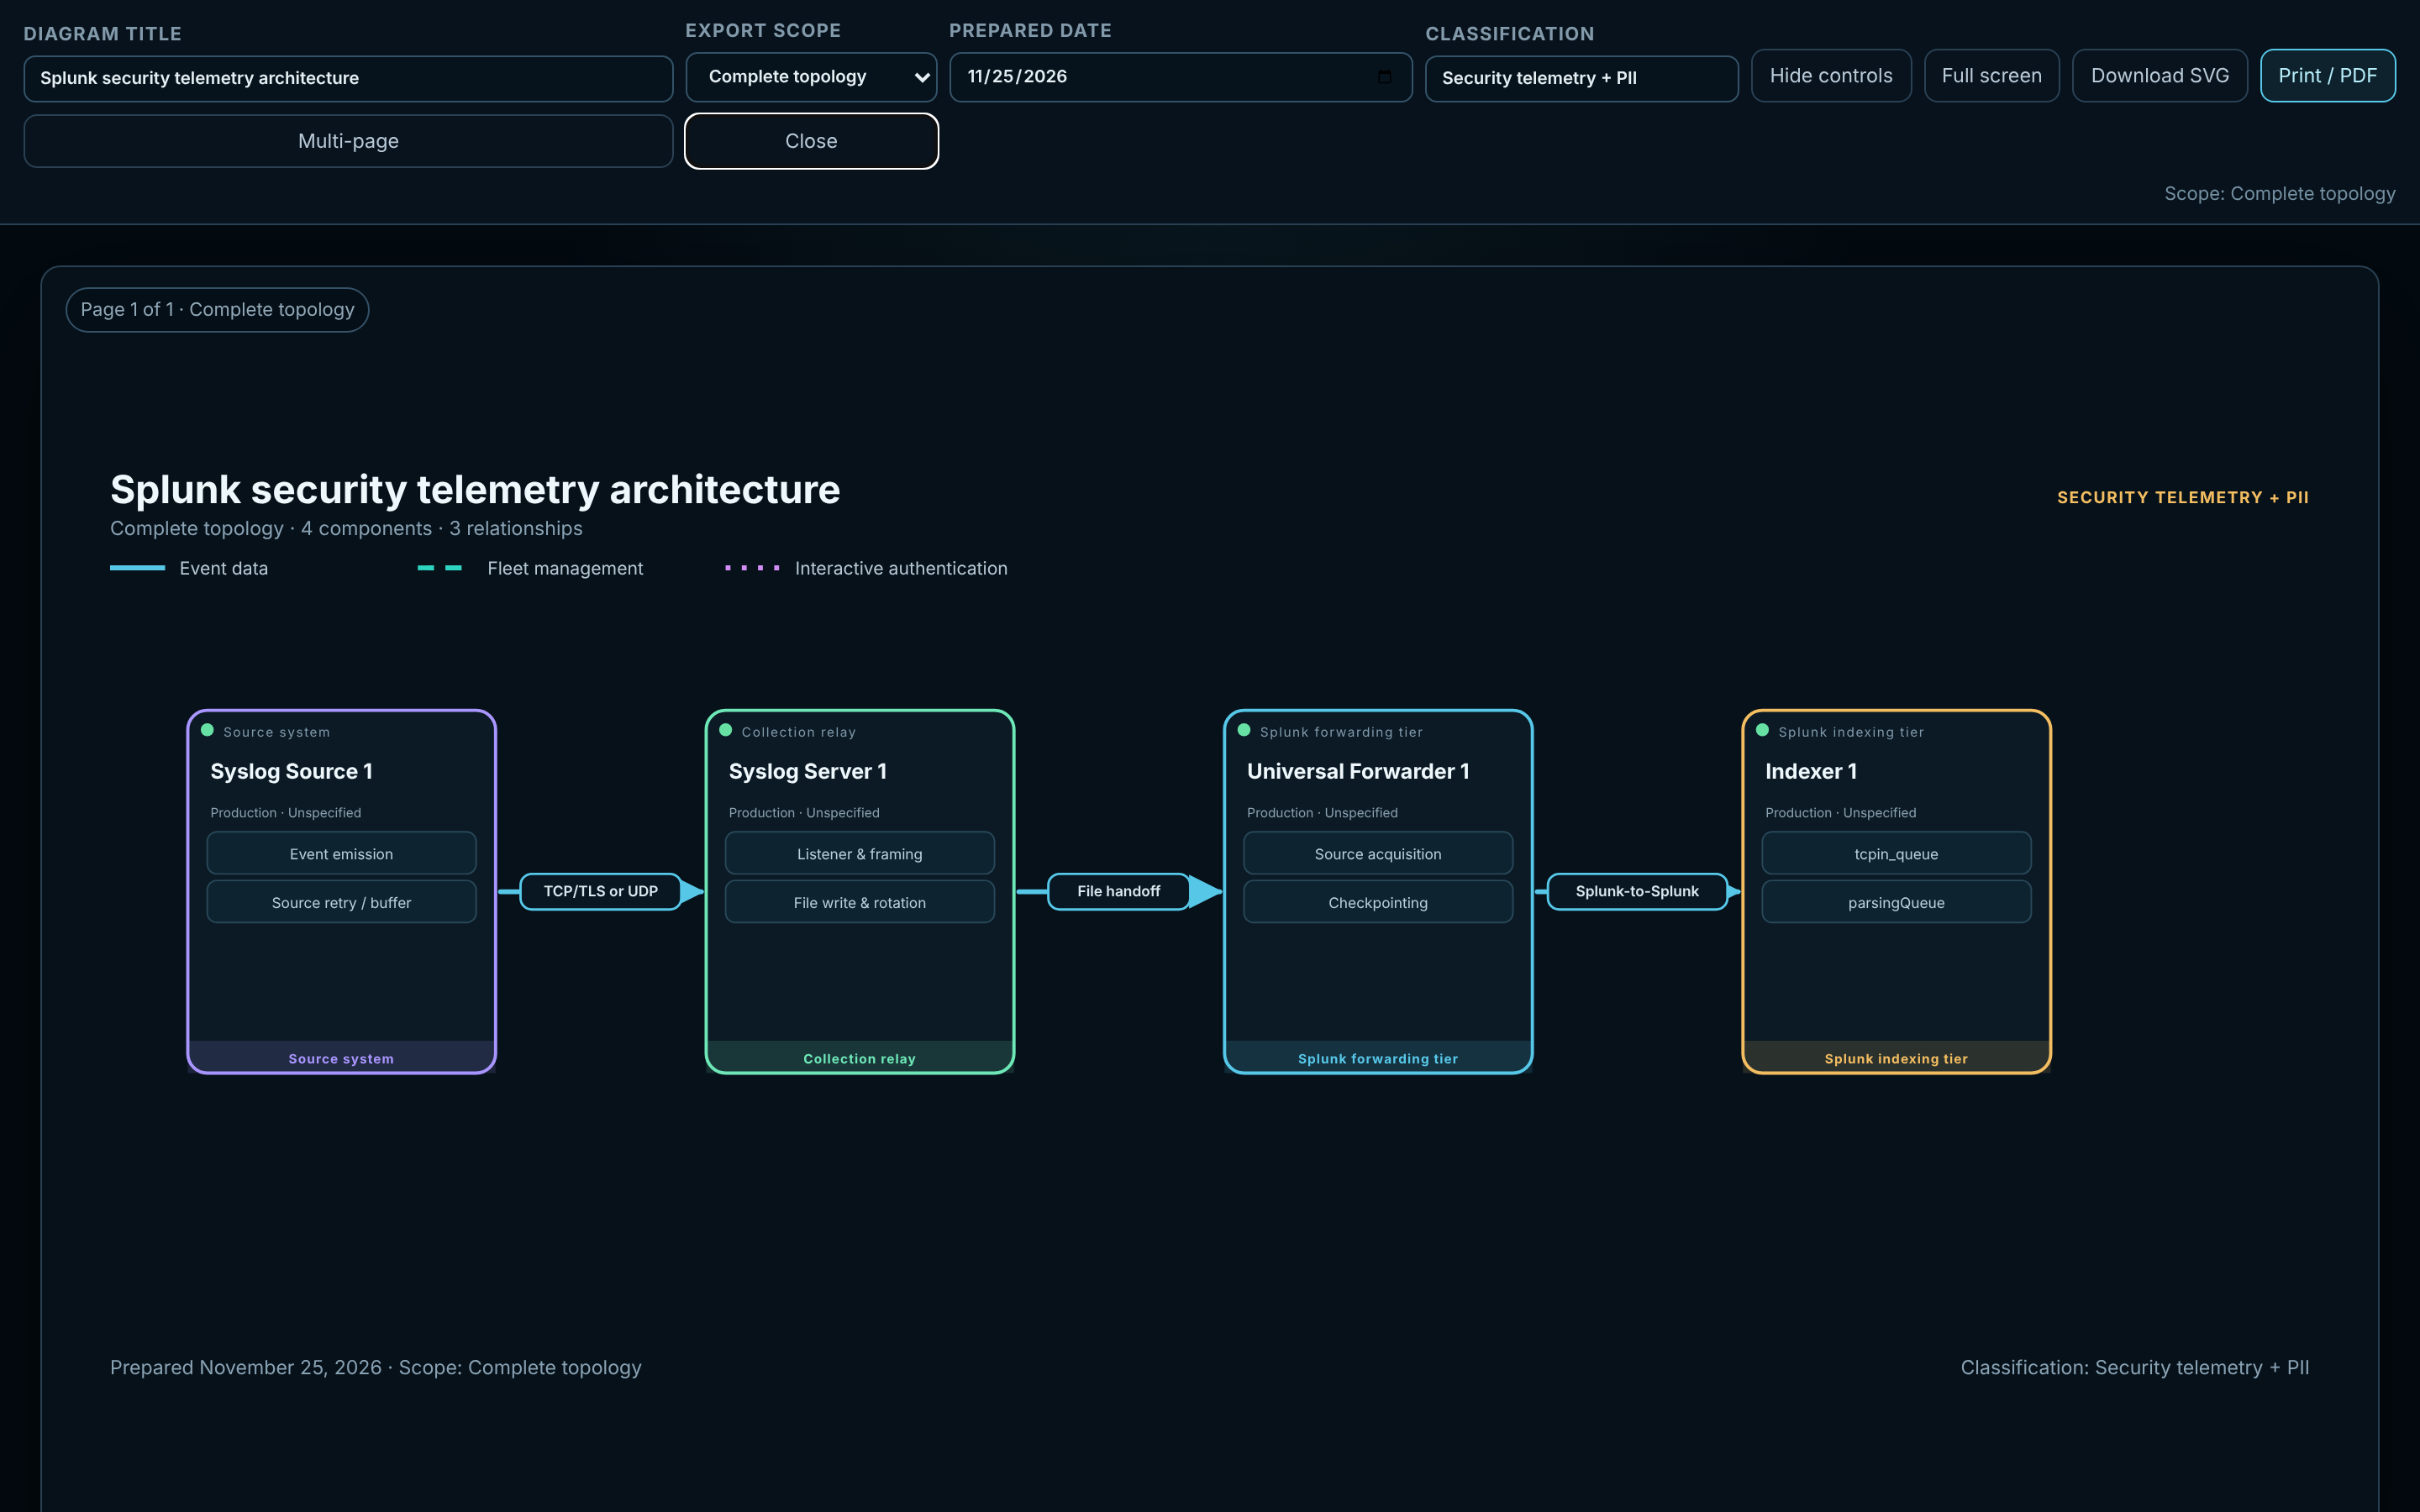 DIAGRAM TITLE
Splunk security telemetry architecture
EXPORT SCOPE
Complete topology
PREPARED DATE
11/25/2026
CLASSIFICATION
Security telemetry + PII
Hide controls
Full screen
Download SVG
Print / PDF
Multi-page
Close
Scope: Complete topology
Page 1 of 1 · Complete topology
Splunk security telemetry architecture
SECURITY TELEMETRY + PII
Complete topology · 4 components · 3 relationships
Event data
Fleet management
Interactive authentication
Source system
Syslog Source 1
Production · Unspecified
Event emission
Source retry / buffer
Source system
TCP/TLS or UDP
Collection relay
Syslog Server 1
Production · Unspecified
Listener & framing
File write & rotation
Collection relay
File handoff
Splunk forwarding tier
Universal Forwarder 1
Production · Unspecified
Source acquisition
Checkpointing
Splunk forwarding tier
Splunk-to-Splunk
Splunk indexing tier
Indexer 1
Production · Unspecified
tcpin_queue
parsingQueue
Splunk indexing tier
Prepared November 25, 2026 · Scope: Complete topology
Classification: Security telemetry + PII